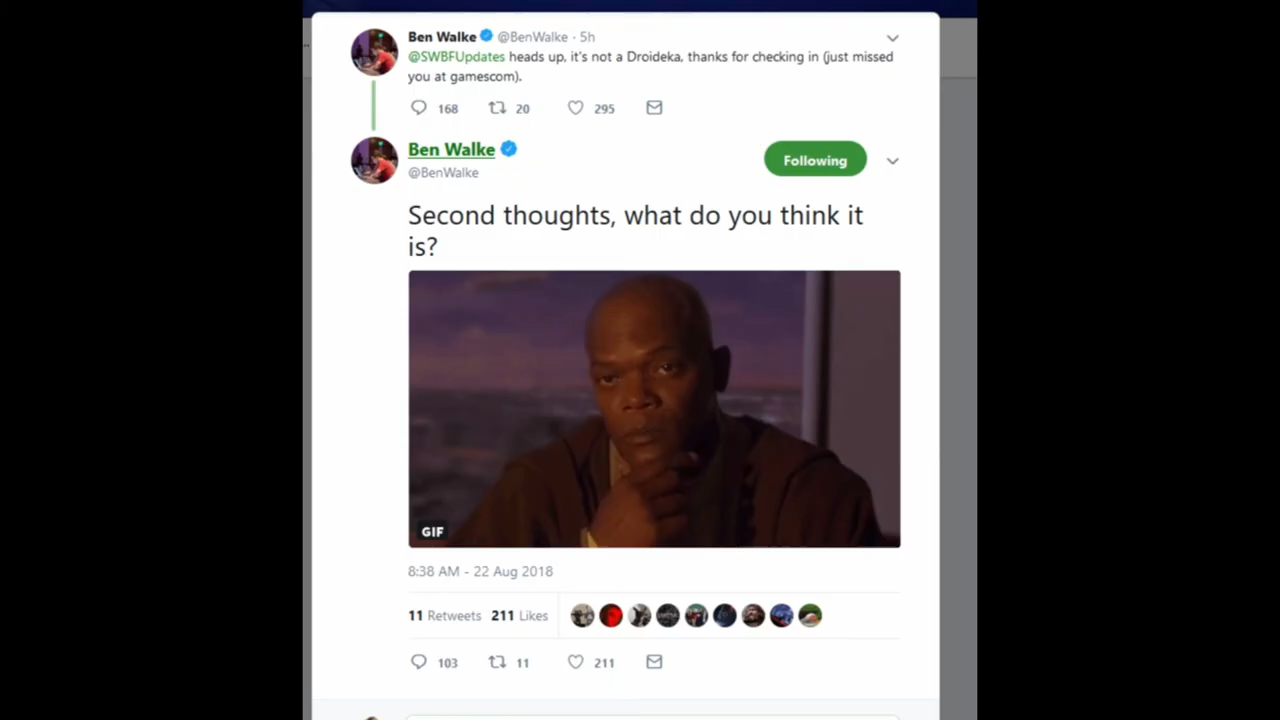 Ben Walke @BenWalke · 5h
@SWBFUpdates heads up, it's not a Droideka, thanks for checking in (just missed
you at gamescom).
168 20 295
Ben Walke
Following
@BenWalke
Second thoughts, what do you think it
is?
GIF
8:38 AM - 22 Aug 2018
11 Retweets 211 Likes
103 11 211